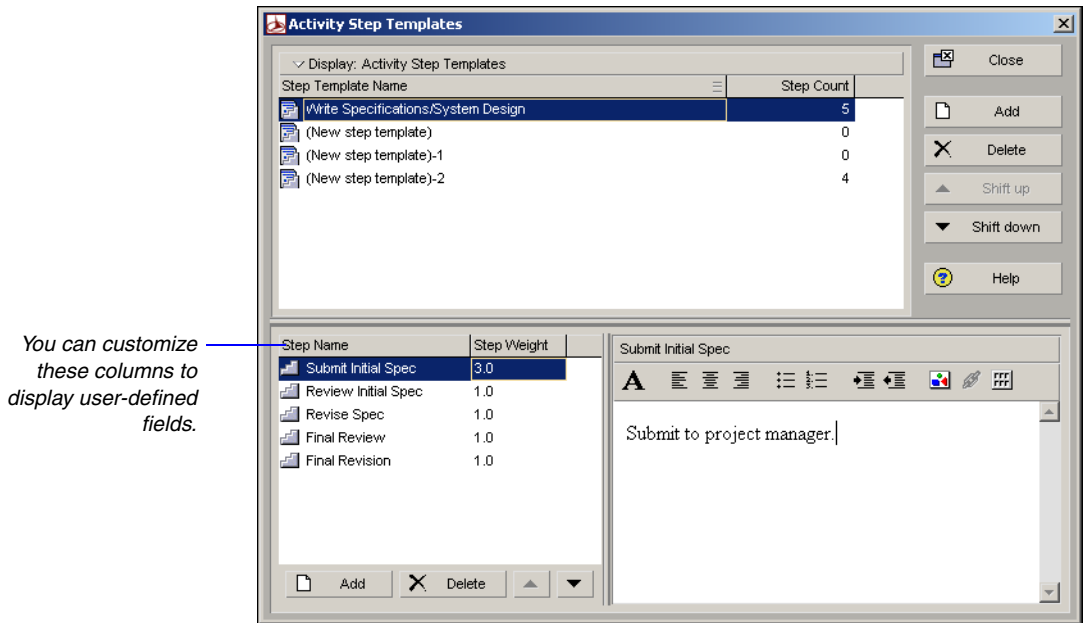 Activity Step Templates
Display: Activity Step Templates
Step Template Name Step Count
Write Specifications/System Design 5
(New step template) 0
(New step template)-1 0
(New step template)-2 4
Close
Add
Delete
Shift up
Shift down
Help
You can customize
these columns to
display user-defined
fields.
Step Name Step Weight
Submit Initial Spec 3.0
Review Initial Spec 1.0
Revise Spec 1.0
Final Review 1.0
Final Revision 1.0
Add Delete
Submit Initial Spec
A
Submit to project manager.